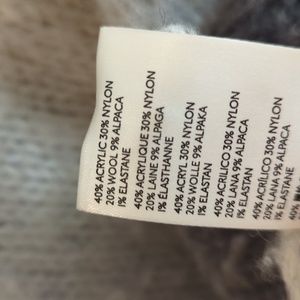 40% ACRYLIC 30% NYLON
20% WOOL 9% ALPACA
1% ELASTANE
40% ACRYLIQUE 30% NYLON
20% LAINE 9% ALPAGA
1% ÉLASTHANNE
40% ACRYL 30% NYLON
20% WOLLE 9% ALPAKA
1% ELASTAN
40% ACRILICO 30% NYLON
20% LANA 9% ALPACA
1% ELASTAN
40% ACRÍLICO 30% NYLON
20% LANA 9% ALPACA
1% ELASTAN